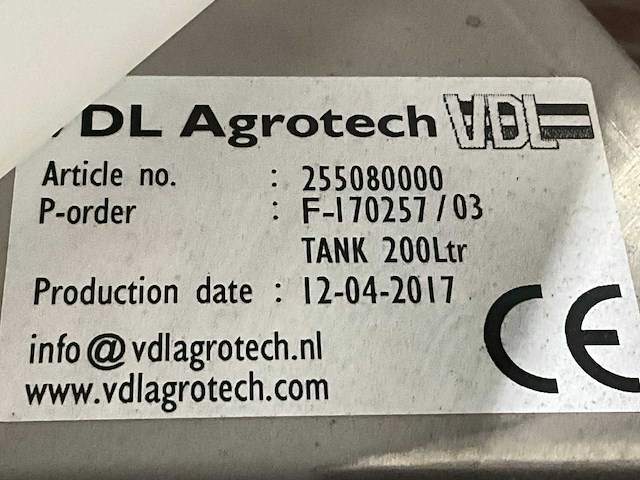 VDL Agrotech VDL
Article no. : 255080000
P-order : F-170257/03
TANK 200Ltr
Production date : 12-04-2017
CE
info@vdlagrotech.nl
www.vdlagrotech.com